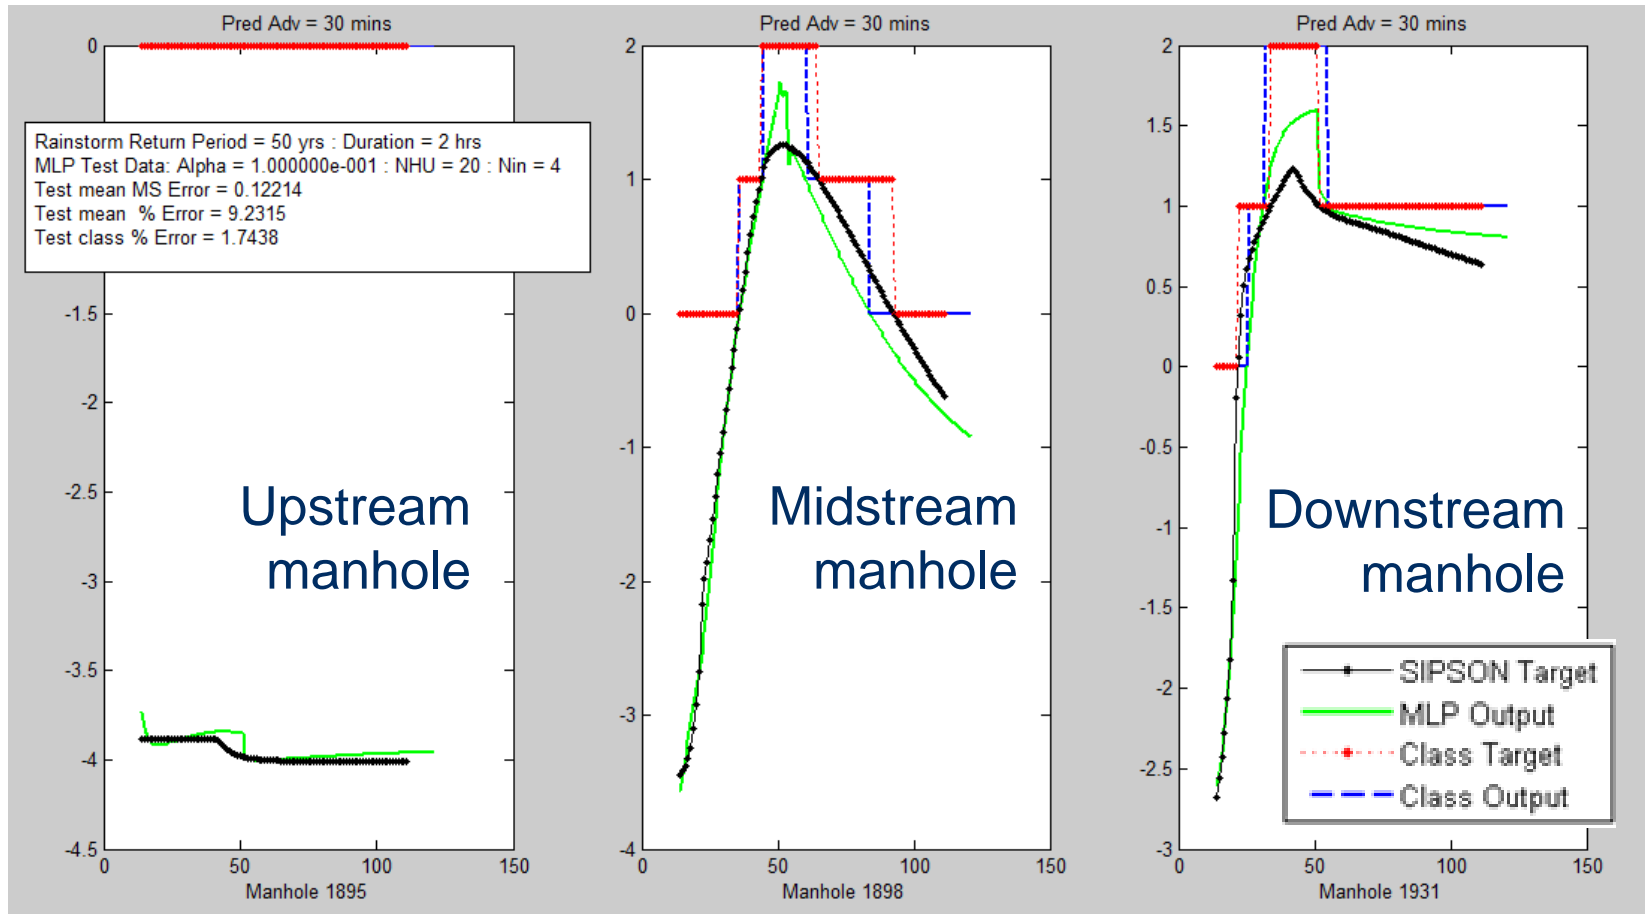 Pred Adv = 30 mins
0
-1.5
-2
-2.5
-3
-3.5
-4
-4.5
0 50 100 150
Manhole 1895
Rainstorm Return Period = 50 yrs : Duration = 2 hrs
MLP Test Data: Alpha = 1.000000e-001 : NHU = 20 : Nin = 4
Test mean MS Error = 0.12214
Test mean % Error = 9.2315
Test class % Error = 1.7438
Upstream
manhole
Pred Adv = 30 mins
2
1
0
-1
-2
-3
-4
0 50 100 150
Manhole 1898
Midstream
manhole
Pred Adv = 30 mins
2
1.5
1
0.5
0
-0.5
-1
-1.5
-2
-2.5
-3
0 50 100 150
Manhole 1931
Downstream
manhole
SIPSON Target
MLP Output
Class Target
Class Output